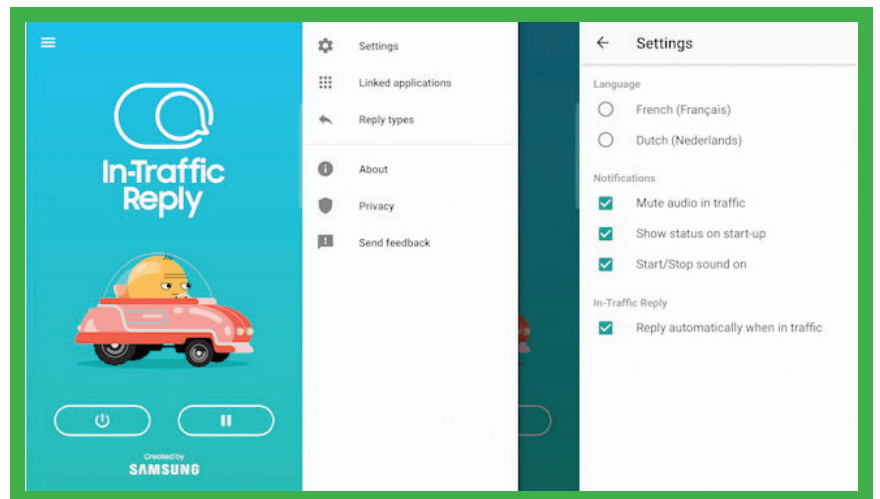 In-Traffic
Reply
Created by
SAMSUNG
Settings
Linked applications
Reply types
About
Privacy
Send feedback
Settings
Language
French (Français)
Dutch (Nederlands)
Notifications
Mute audio in traffic
Show status on start-up
Start/Stop sound on
In-Traffic Reply
Reply automatically when in traffic